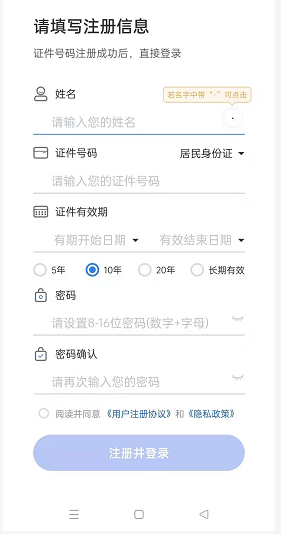 请填写注册信息
证件号码注册成功后，直接登录
若名字中带“·”可点击
姓名
请输入您的姓名
·
证件号码 居民身份证
请输入您的证件号码
证件有效期
有期开始日期 有效结束日期
5年 10年 20年 长期有效
密码
请设置8-16位密码(数字+字母)
密码确认
请再次输入您的密码
阅读并同意《用户注册协议》和《隐私政策》
注册并登录